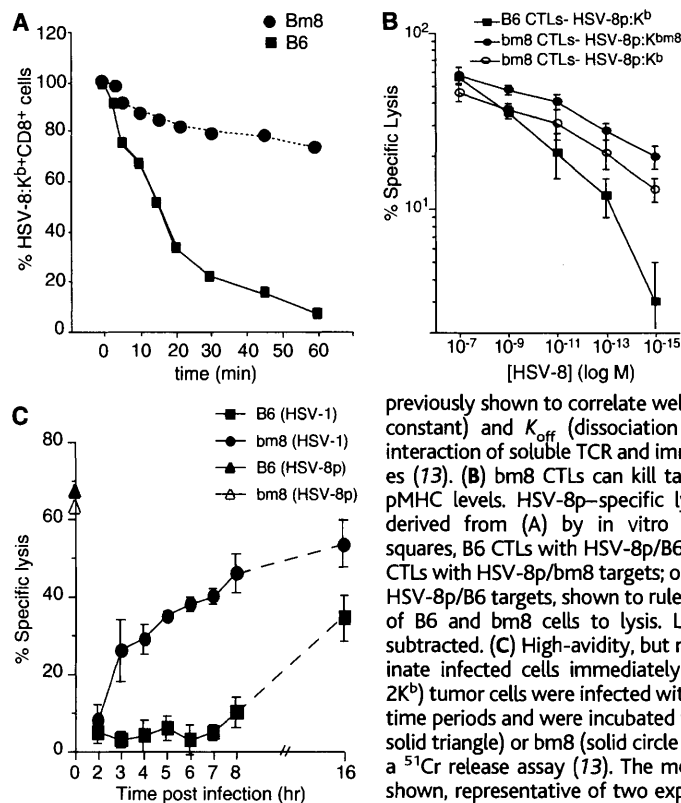 A
Bm8
B6
% HSV-8:Kb+CD8+ cells
120
100
80
60
40
20
0
0 10 20 30 40 50 60
time (min)
B
B6 CTLs- HSV-8p:Kb
bm8 CTLs- HSV-8p:Kbm8
bm8 CTLs- HSV-8p:Kb
% Specific Lysis
10²
10¹
10-7 10-9 10-11 10-13 10-15
[HSV-8] (log M)
C
B6 (HSV-1)
bm8 (HSV-1)
B6 (HSV-8p)
bm8 (HSV-8p)
% Specific lysis
80
60
40
20
0
0 2 3 4 5 6 7 8 16
Time post infection (hr)
previously shown to correlate wel
constant) and Koff (dissociation
interaction of soluble TCR and imm
es (13). (B) bm8 CTLs can kill ta
pMHC levels. HSV-8p–specific ly
derived from (A) by in vitro
squares, B6 CTLs with HSV-8p/B6
CTLs with HSV-8p/bm8 targets; o
HSV-8p/B6 targets, shown to rule
of B6 and bm8 cells to lysis. L
subtracted. (C) High-avidity, but n
inate infected cells immediately
2Kb) tumor cells were infected wit
time periods and were incubated
solid triangle) or bm8 (solid circle
a 51Cr release assay (13). The m
shown, representative of two exp